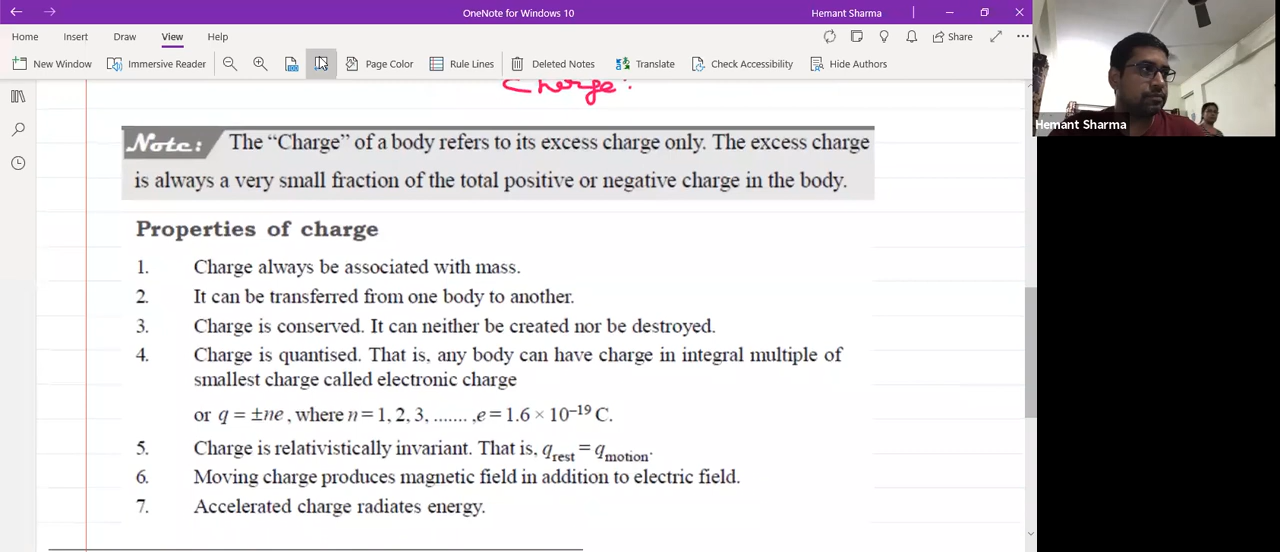 OneNote for Windows 10
Hemant Sharma
Home Insert Draw View Help
Share
New Window Immersive Reader Page Color Rule Lines Deleted Notes Translate Check Accessibility Hide Authors
Charge:
Hemant Sharma
Note: The “Charge” of a body refers to its excess charge only. The excess charge
is always a very small fraction of the total positive or negative charge in the body.
Properties of charge
1. Charge always be associated with mass.
2. It can be transferred from one body to another.
3. Charge is conserved. It can neither be created nor be destroyed.
4. Charge is quantised. That is, any body can have charge in integral multiple of
smallest charge called electronic charge
or q = ±ne, where n = 1, 2, 3, ....... ,e = 1.6 × 10⁻¹⁹ C.
5. Charge is relativistically invariant. That is, q_rest = q_motion.
6. Moving charge produces magnetic field in addition to electric field.
7. Accelerated charge radiates energy.